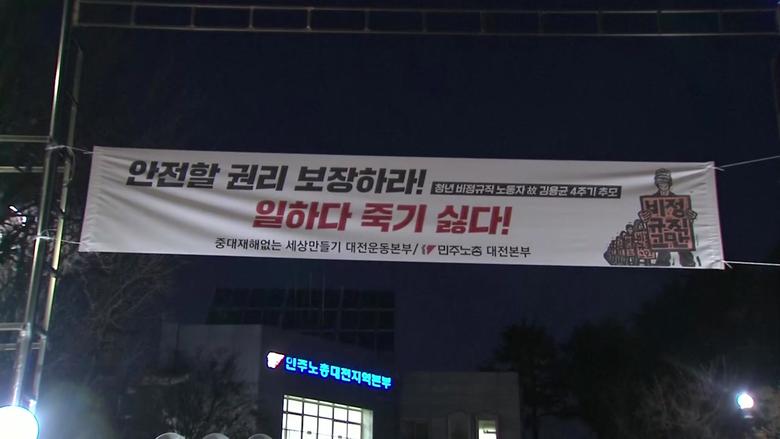 안전할 권리 보장하라!
청년 비정규직 노동자 故 김용균 4주기 추모
일하다 죽기 싫다!
중대재해없는 세상만들기 대전운동본부/ 민주노총 대전본부
비정
규직
민주노총대전지역본부